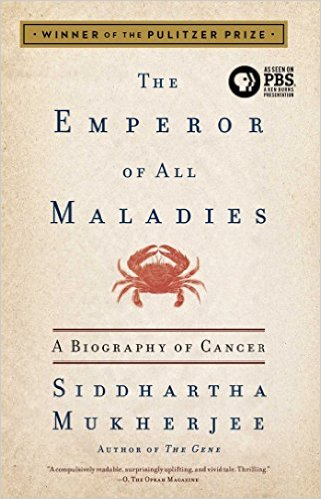 · WINNER OF THE PULITZER PRIZE ·
THE
EMPEROR
OF ALL
MALADIES
AS SEEN ON
PBS.
A KEN BURNS
PRESENTATION
A BIOGRAPHY OF CANCER
SIDDHARTHA
MUKHERJEE
AUTHOR OF THE GENE
"A compulsively readable, surprisingly uplifting, and vivid tale. Thrilling."
—O, THE OPRAH MAGAZINE